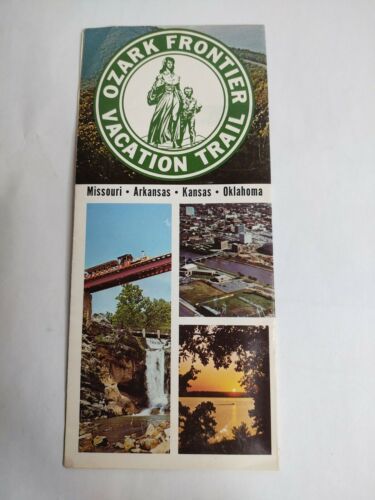 OZARK FRONTIER
VACATION TRAIL
Missouri • Arkansas • Kansas • Oklahoma